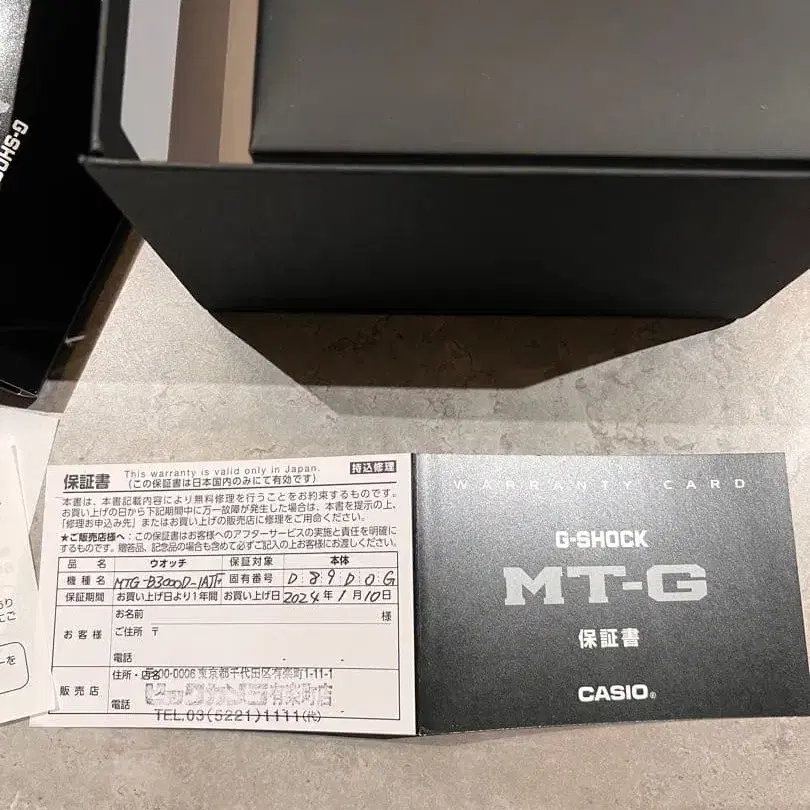 G-SHOC
保証書
This warranty is valid only in Japan.
(この保証書は日本国内のみにて有効です)
持込修理
本書は、本書記載内容により無料修理を行うことをお約束するものです。
お買い上げの日から下記期間中に万一故障が発生した場合は、本書を提示の上、
「修理お申込み先」またはお買い上げの販売店に修理をご用命ください。
★ご販売店様へ:この保証書はお客様へのアフターサービスの実施と責任を明確に
するものです。贈答品、記念品の場合も含めて必ずご記入の上お客様にお渡しください。
品 名 ウオッチ 保証対象 本体
機種名 MTG-B3000D-1AJF 固有番号 D 8 9 D 0 G
保証期間 お買い上げ日より1年間 お買い上げ日 2024年 1月 10日
お客様
お名前 様
ご住所 〒
電話
販売店
住所・店名
00-0006 東京都千代田区有楽町1-11-1
有楽町店
電話
TEL.03(5221)1111(代)
WARRANTY CARD
G-SHOCK
MT-G
保証書
CASIO®